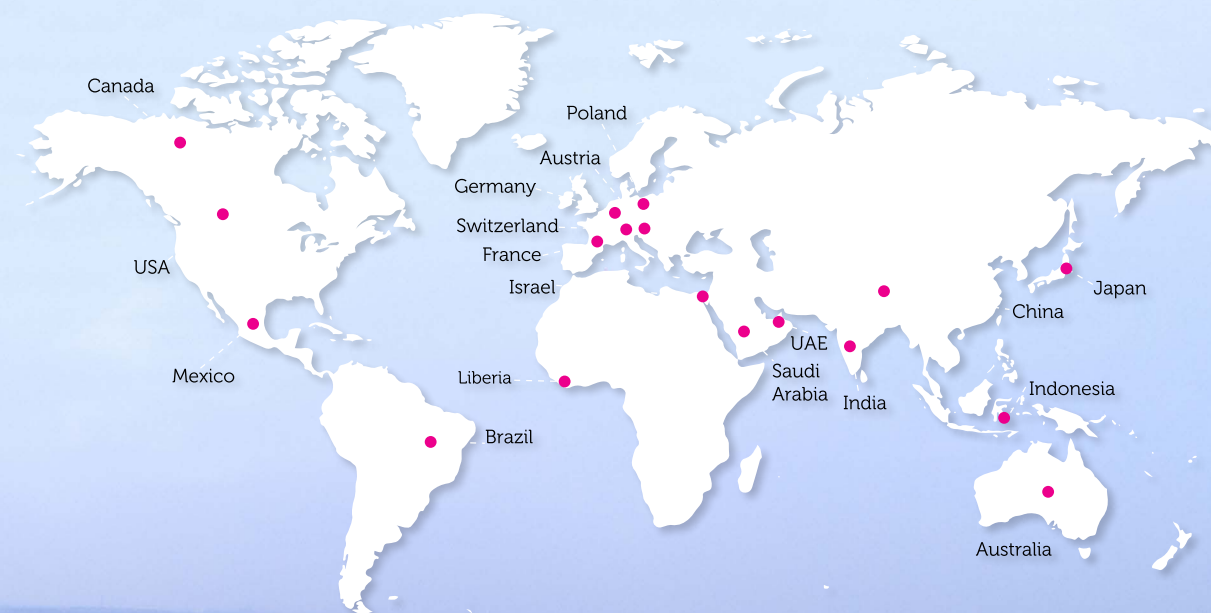 Canada
Poland
Austria
Germany
Switzerland
France
USA
Israel
Japan
China
UAE
Mexico
Liberia
Saudi
Arabia
India
Indonesia
Brazil
Australia